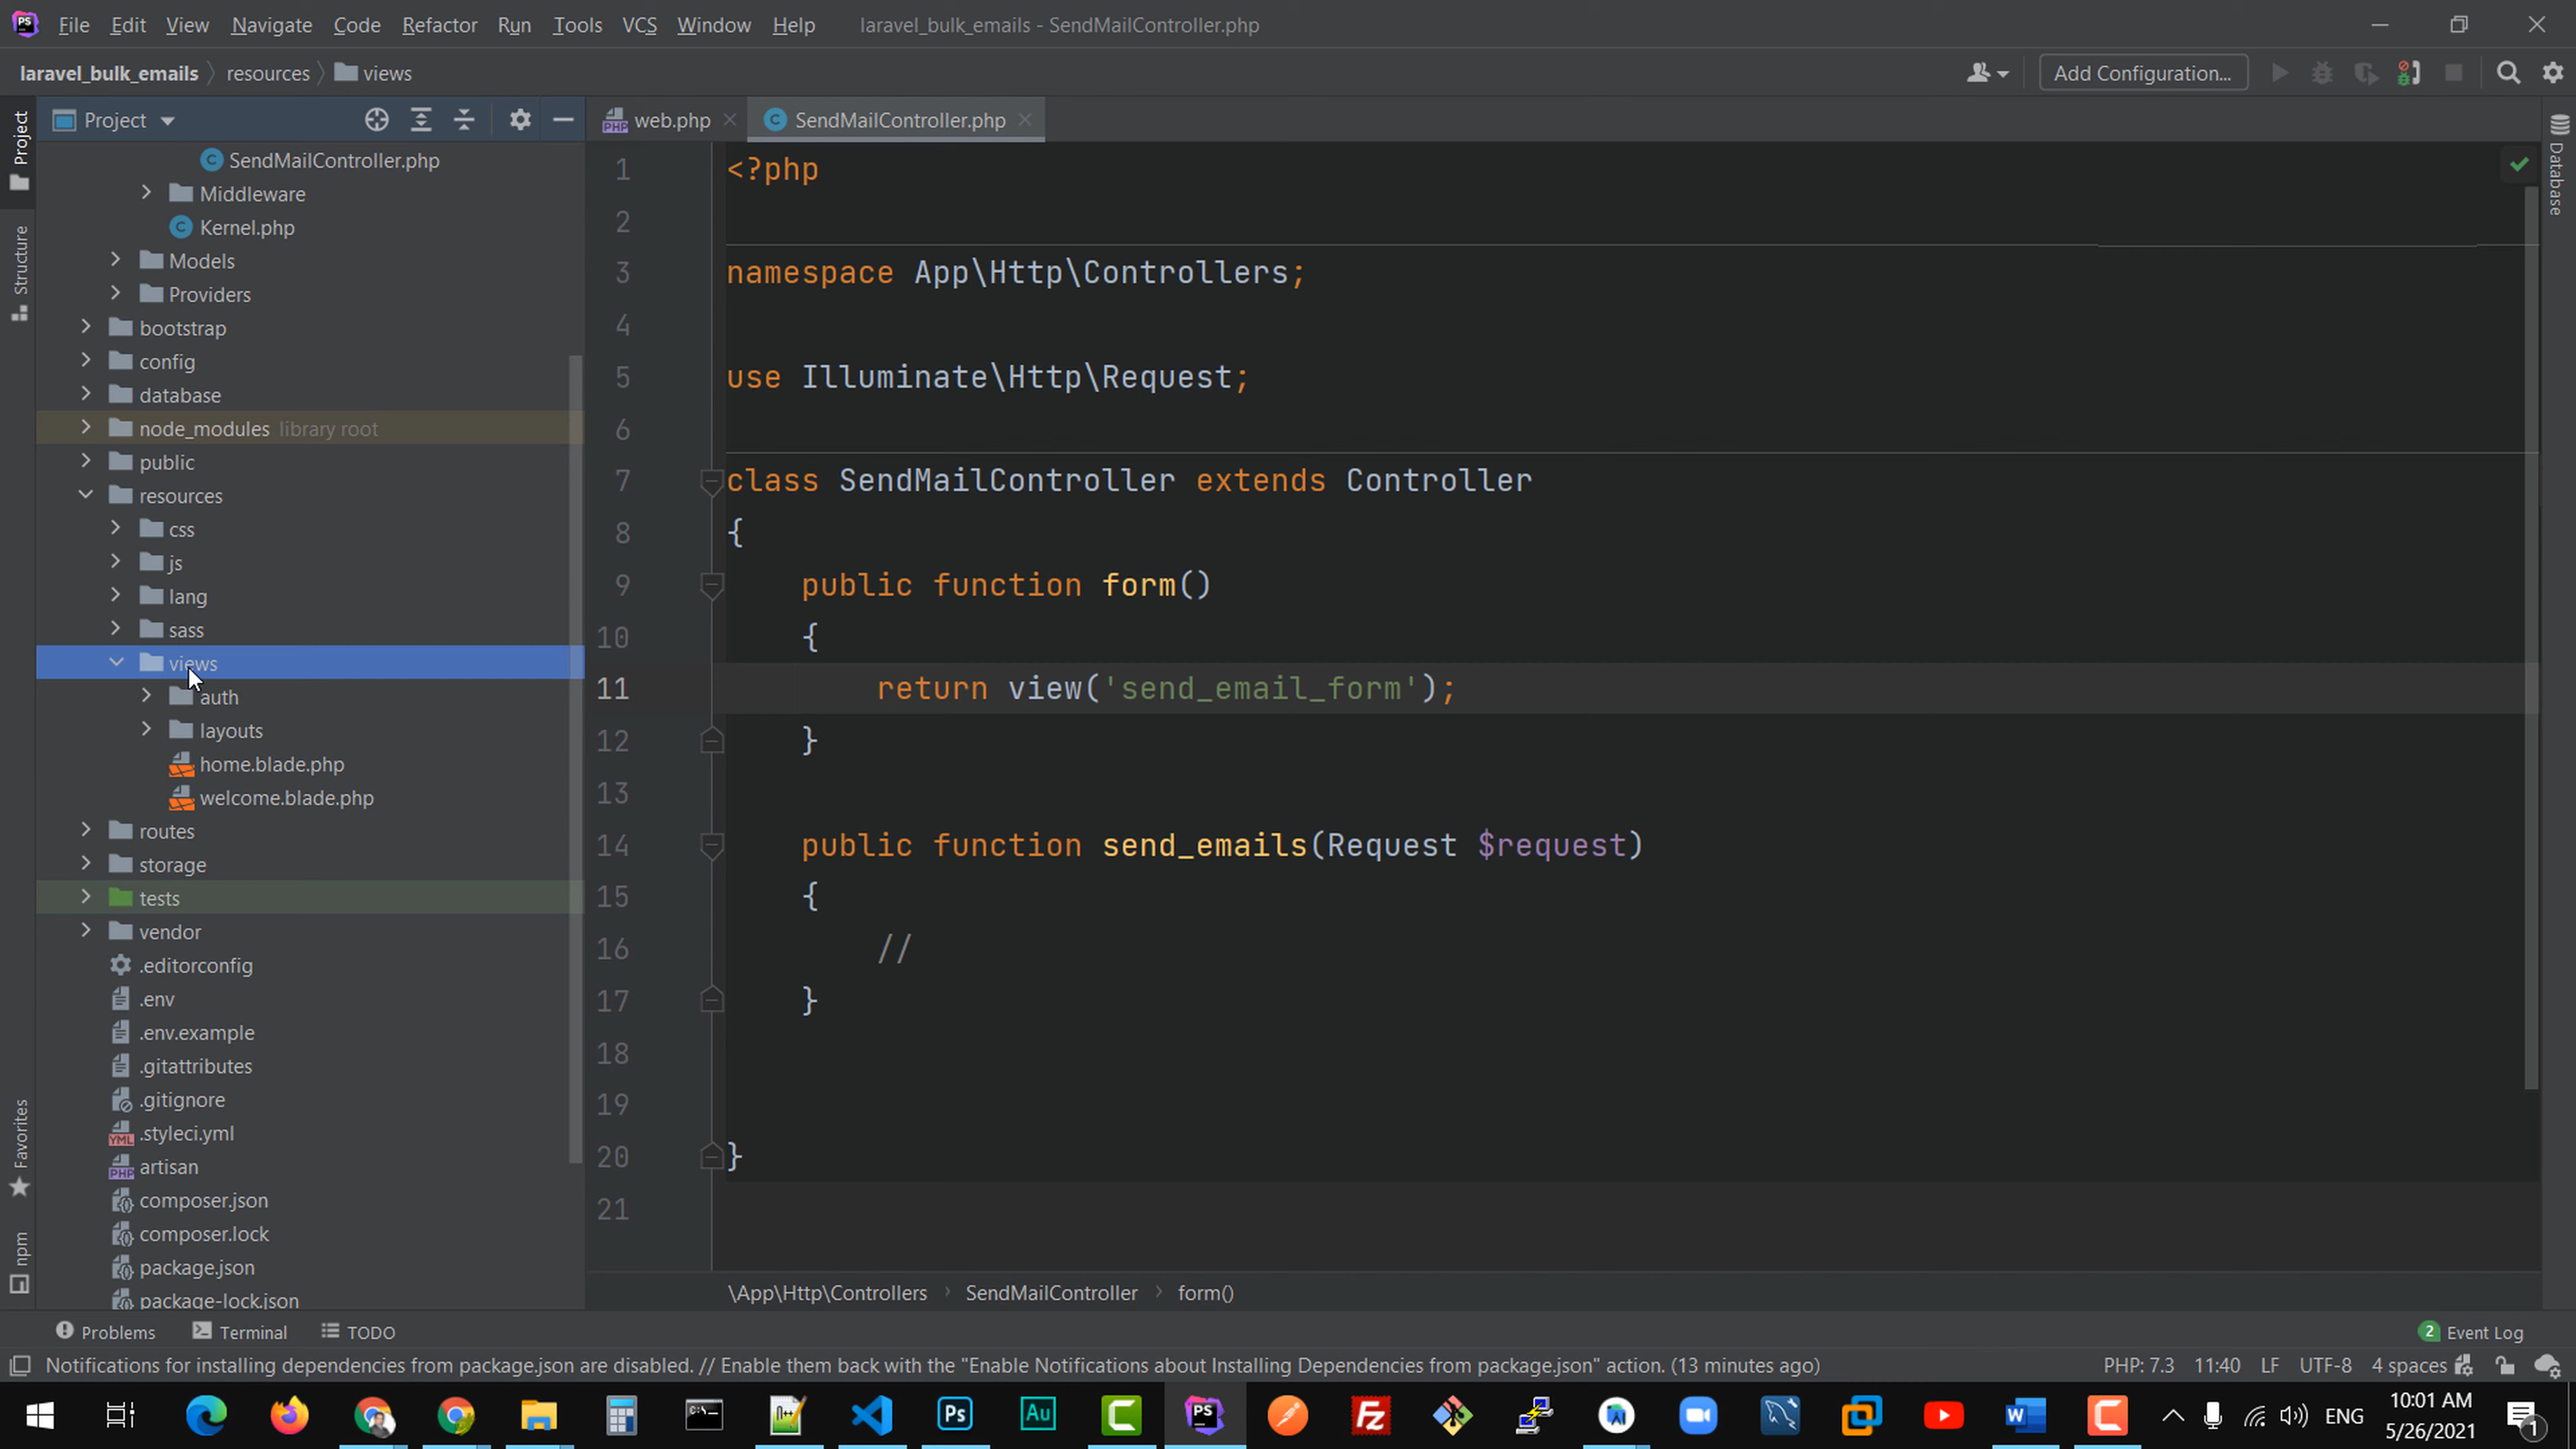 File Edit View Navigate Code Refactor Run Tools VCS Window Help laravel_bulk_emails - SendMailController.php
laravel_bulk_emails resources views
Add Configuration...
Project
web.php
SendMailController.php
SendMailController.php
Middleware
Kernel.php
Models
Providers
bootstrap
config
database
node_modules library root
public
resources
css
js
lang
sass
views
auth
layouts
home.blade.php
welcome.blade.php
routes
storage
tests
vendor
.editorconfig
.env
.env.example
.gitattributes
.gitignore
.styleci.yml
artisan
composer.json
composer.lock
package.json
package-lock.json
Project
Structure
Favorites
npm
Database
1 <?php
2
3 namespace App\Http\Controllers;
4
5 use Illuminate\Http\Request;
6
7 class SendMailController extends Controller
8 {
9 public function form()
10 {
11 return view('send_email_form');
12 }
13
14 public function send_emails(Request $request)
15 {
16 //
17 }
18
19
20 }
21
\App\Http\Controllers › SendMailController › form()
Problems Terminal TODO
2 Event Log
Notifications for installing dependencies from package.json are disabled. // Enable them back with the "Enable Notifications about Installing Dependencies from package.json" action. (13 minutes ago)
PHP: 7.3 11:40 LF UTF-8 4 spaces
ENG
10:01 AM
5/26/2021
1